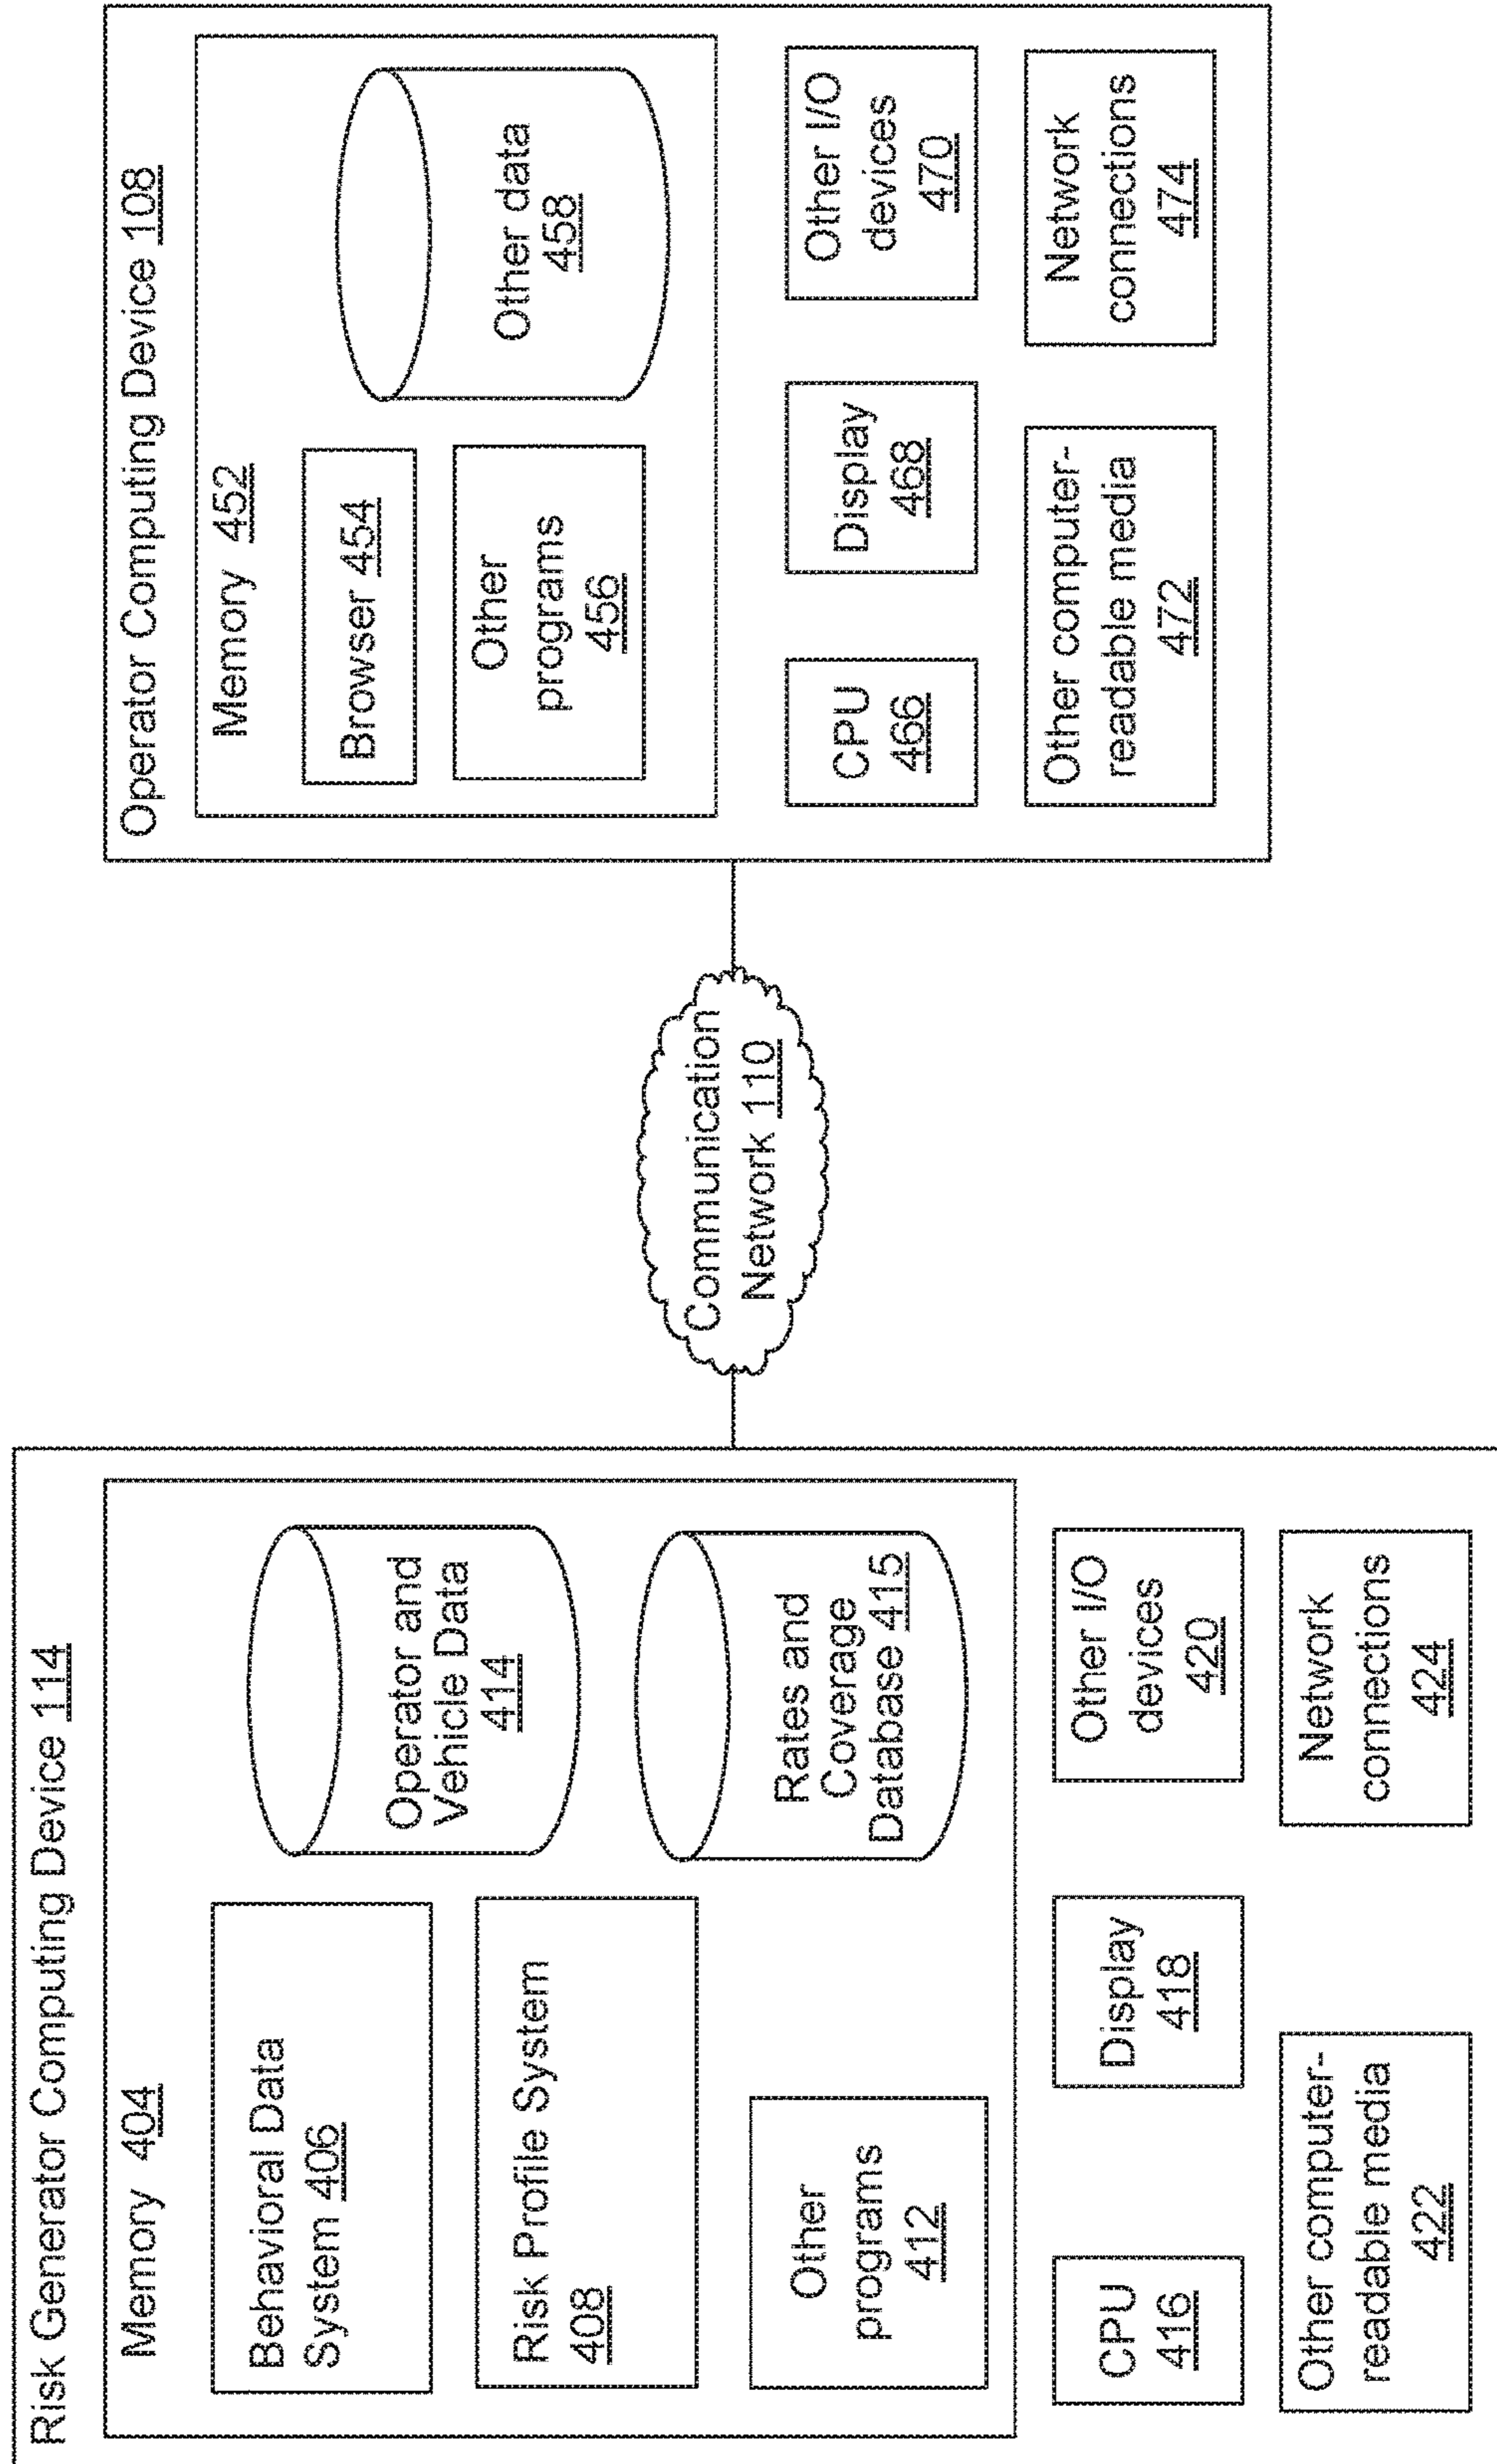 Risk Generator Computing Device 114
Memory 404
Behavioral Data
System 406
Operator and
Vehicle Data
414
Risk Profile System
408
Rates and
Coverage
Database 415
Other
programs
412
CPU
416
Display
418
Other I/O
devices
420
Other computer-
readable media
422
Network
connections
424
Communication
Network 110
Operator Computing Device 108
Memory 452
Browser 454
Other
programs
456
Other data
458
CPU
466
Display
468
Other I/O
devices
470
Other computer-
readable media
472
Network
connections
474